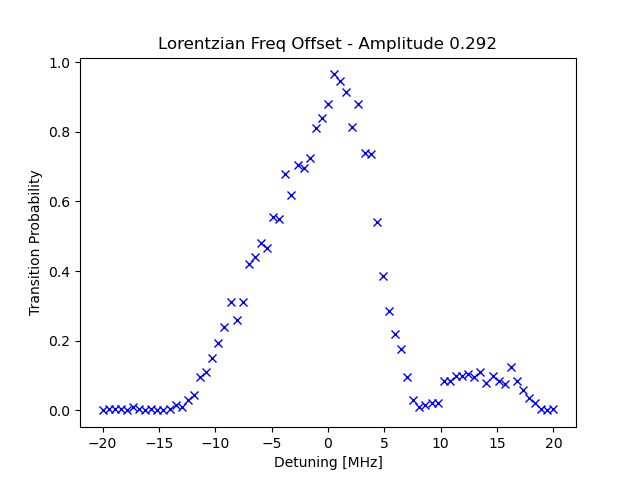 Lorentzian Freq Offset - Amplitude 0.292
1.0
0.8
0.6
0.4
0.2
0.0
Transition Probability
−20 −15 −10 −5 0 5 10 15 20
Detuning [MHz]